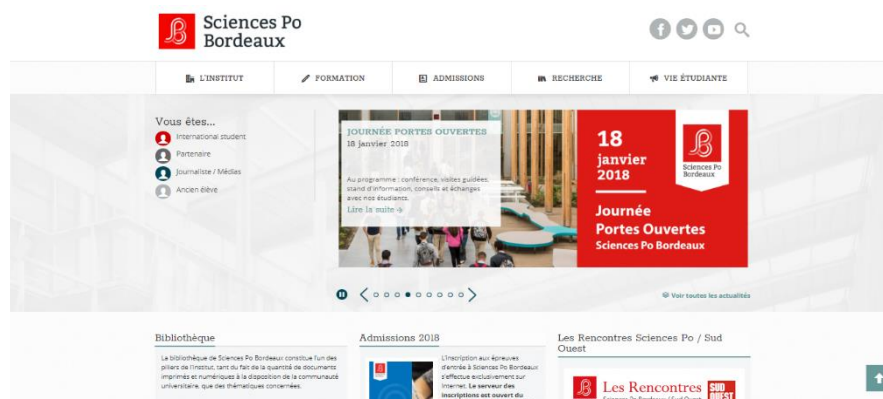 Sciences Po
Bordeaux
L'INSTITUT
FORMATION
ADMISSIONS
RECHERCHE
VIE ÉTUDIANTE
Vous êtes...
International student
Partenaire
Journaliste / Médias
Ancien élève
JOURNÉE PORTES OUVERTES
18 janvier 2018
Au programme : conférence, visites guidées,
stand d'information, conseils et échanges
avec nos étudiants.
Lire la suite
18
janvier
2018
Sciences Po
Bordeaux
Journée
Portes Ouvertes
Sciences Po Bordeaux
Voir toutes les actualités
Bibliothèque
La bibliothèque de Sciences Po Bordeaux constitue l'un des
piliers de l'institut, tant du fait de la quantité de documents
imprimés et numériques à la disposition de la communauté
universitaire, que des thématiques concernées.
Admissions 2018
L'inscription aux épreuves
d'entrée à Sciences Po Bordeaux
s'effectue exclusivement sur
Internet. Le serveur des
inscriptions est ouvert du
Les Rencontres Sciences Po / Sud
Ouest
Les Rencontres
SUD
OUEST